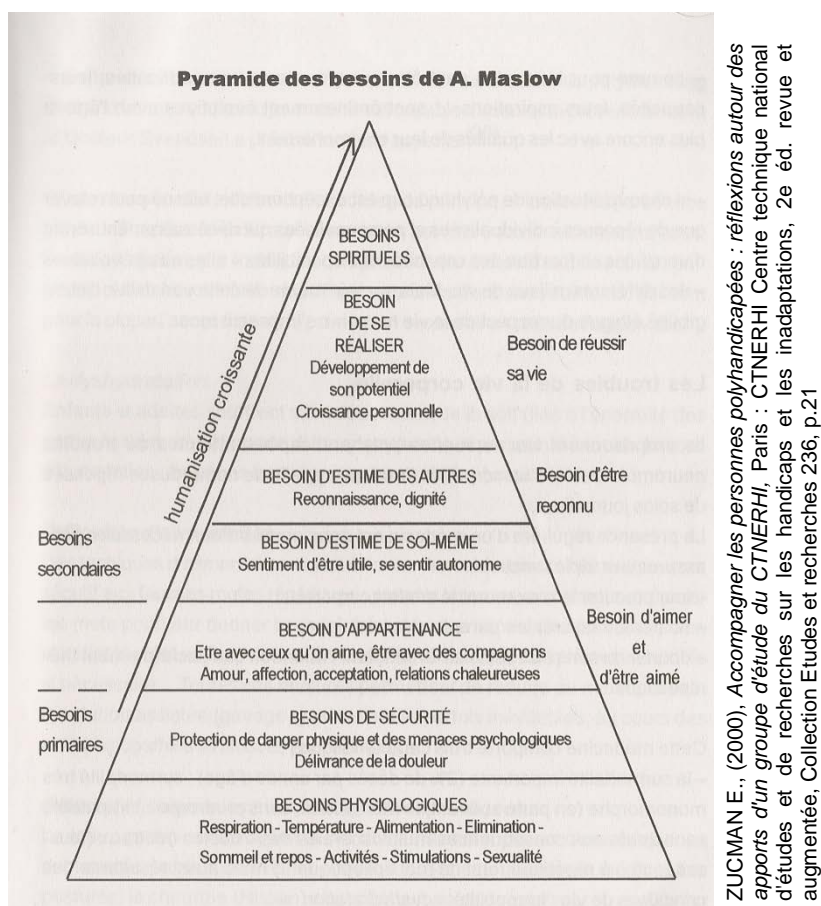 Pyramide des besoins de A. Maslow
BESOINS
SPIRITUELS
BESOIN
DE SE
RÉALISER
Développement de
son potentiel
Croissance personnelle
Besoin de réussir
sa vie
humanisation croissante
BESOIN D'ESTIME DES AUTRES
Reconnaissance, dignité
Besoin d'être
reconnu
Besoins
secondaires
BESOIN D'ESTIME DE SOI-MÊME
Sentiment d'être utile, se sentir autonome
BESOIN D'APPARTENANCE
Etre avec ceux qu'on aime, être avec des compagnons
Amour, affection, acceptation, relations chaleureuses
Besoin d'aimer
et
d'être aimé
Besoins
primaires
BESOINS DE SÉCURITÉ
Protection de danger physique et des menaces psychologiques
Délivrance de la douleur
BESOINS PHYSIOLOGIQUES
Respiration - Température - Alimentation - Elimination -
Sommeil et repos - Activités - Stimulations - Sexualité
ZUCMAN E., (2000), Accompagner les personnes polyhandicapées : réflexions autour des
apports d'un groupe d'étude du CTNERHI, Paris : CTNERHI Centre technique national
d'études et de recherches sur les handicaps et les inadaptations, 2e éd. revue et
augmentée, Collection Etudes et recherches 236, p.21